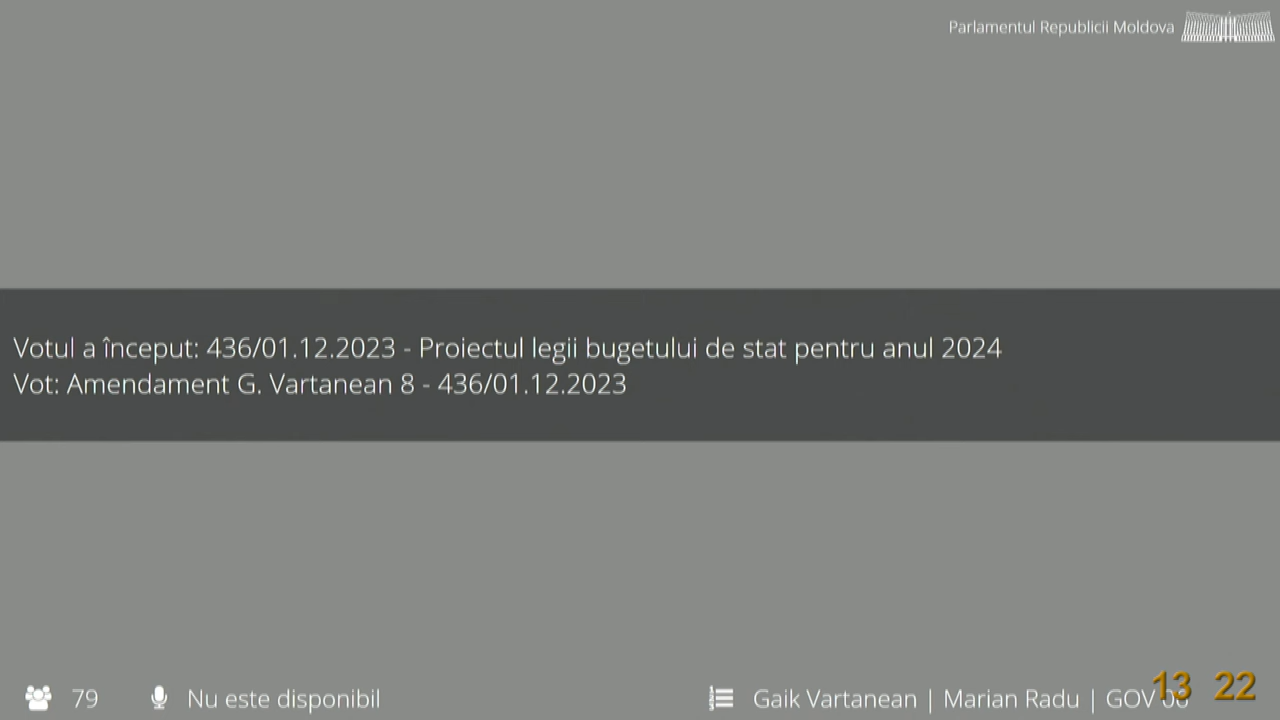 Parlamentul Republicii Moldova
Votul a început: 436/01.12.2023 - Proiectul legii bugetului de stat pentru anul 2024
Vot: Amendament G. Vartanean 8 - 436/01.12.2023
79 Nu este disponibil Gaik Vartanean | Marian Radu | GOV 06
13 22